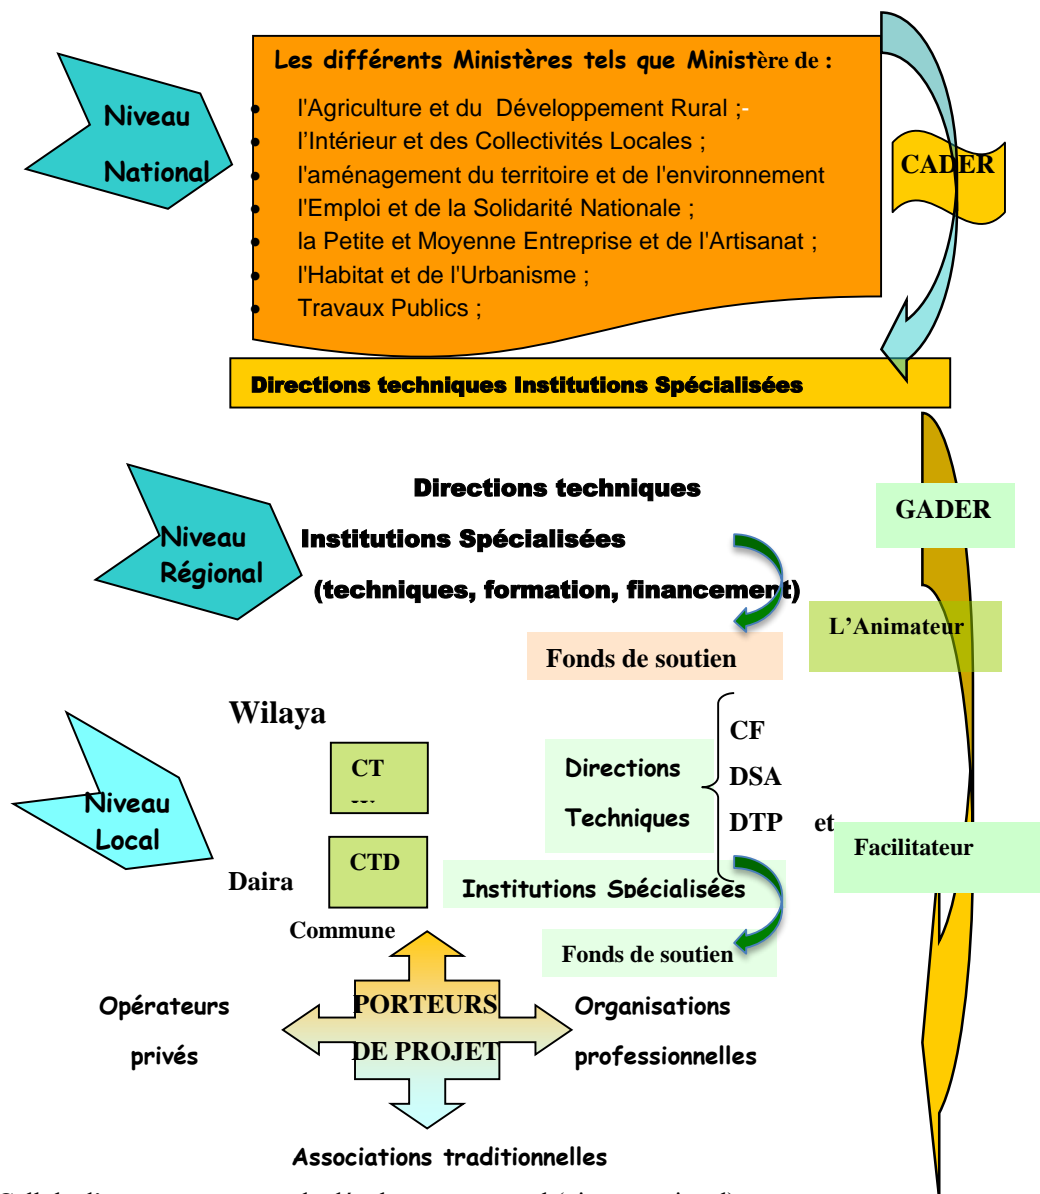 Les différents Ministères tels que Ministère de :
Niveau
National
• l'Agriculture et du Développement Rural ;-
• l’Intérieur et des Collectivités Locales ;
• l'aménagement du territoire et de l'environnement
• l'Emploi et de la Solidarité Nationale ;
• la Petite et Moyenne Entreprise et de l'Artisanat ;
• l'Habitat et de l'Urbanisme ;
• Travaux Publics ;
CADER
Directions techniques Institutions Spécialisées
Niveau
Régional
Directions techniques
Institutions Spécialisées
(techniques, formation, financement)
GADER
L’Animateur
Fonds de soutien
Niveau
Local
Wilaya
CT
Daira
CTD
Commune
Directions
Techniques
CF
DSA
DTP et
Facilitateur
Institutions Spécialisées
Fonds de soutien
PORTEURS
DE PROJET
Opérateurs
privés
Organisations
professionnelles
Associations traditionnelles